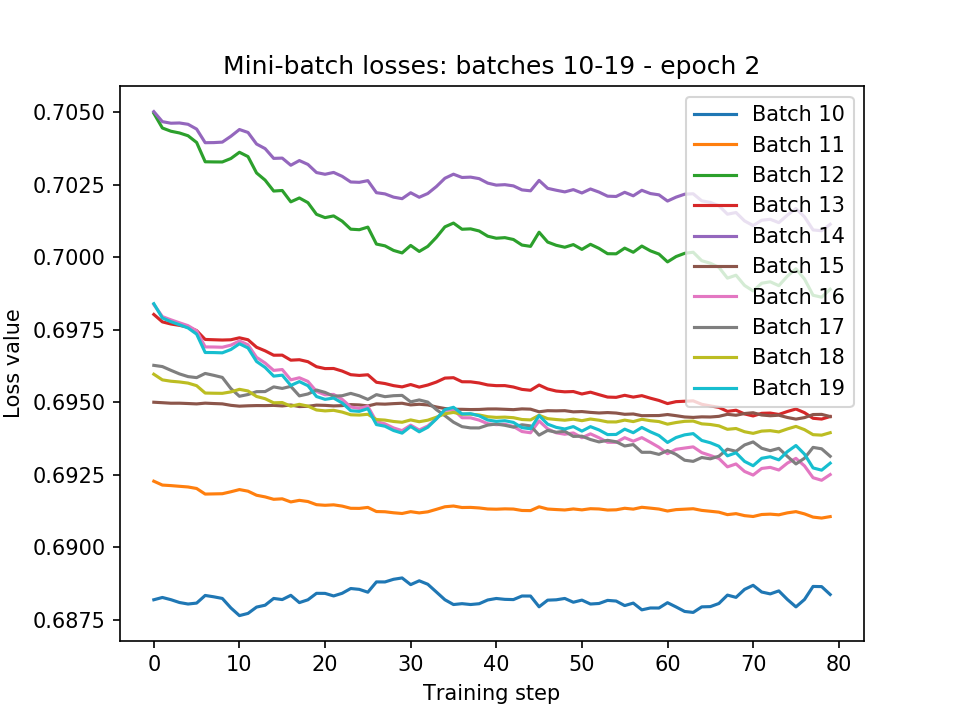 Mini-batch losses: batches 10-19 - epoch 2
0.7050
0.7025
0.7000
0.6975
0.6950
0.6925
0.6900
0.6875
Loss value
0 10 20 30 40 50 60 70 80
Training step
Batch 10
Batch 11
Batch 12
Batch 13
Batch 14
Batch 15
Batch 16
Batch 17
Batch 18
Batch 19